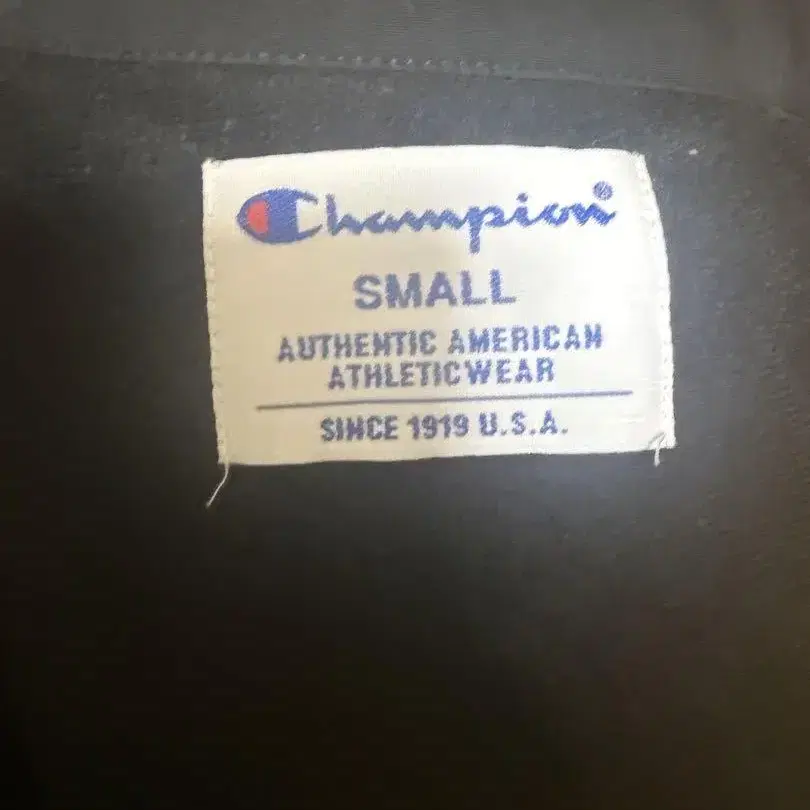 Champion®
SMALL
AUTHENTIC AMERICAN
ATHLETICWEAR
SINCE 1919 U.S.A.